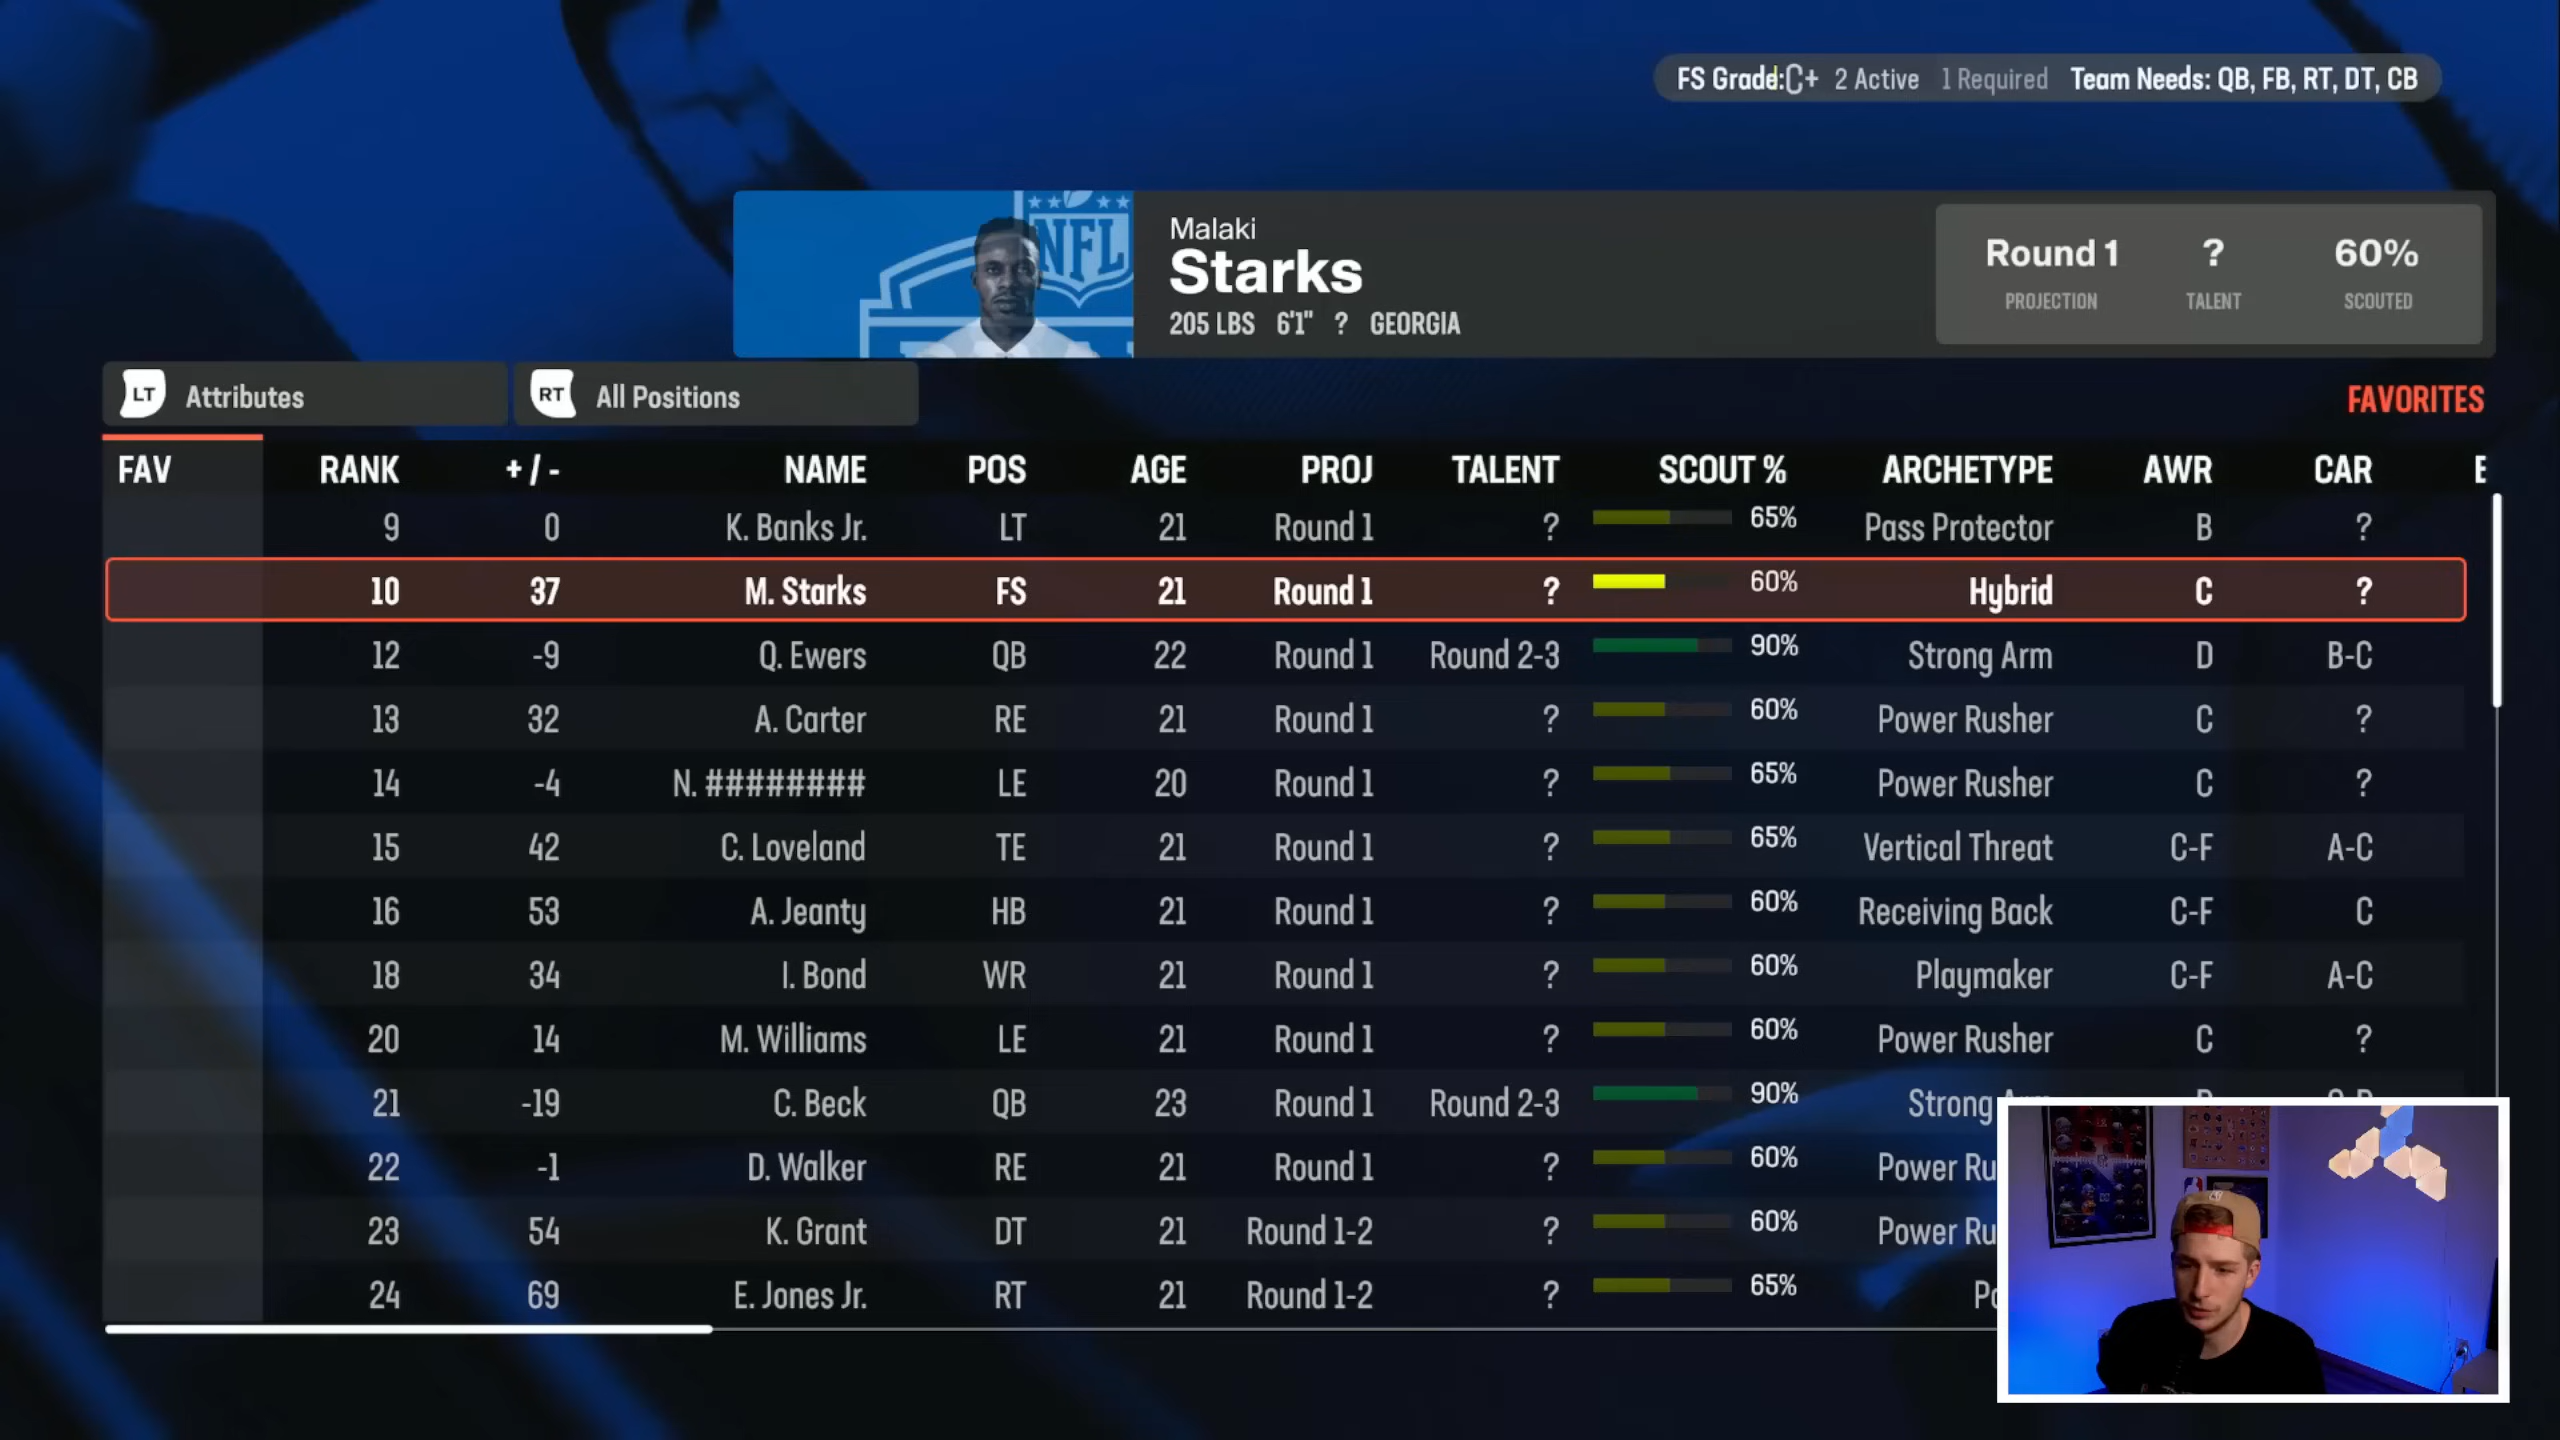 FS Grade: C+ 2 Active 1 Required Team Needs: QB, FB, RT, DT, CB
NFL
Malaki
Starks
205 LBS 6'1" ? GEORGIA
Round 1 ? 60%
PROJECTION TALENT SCOUTED
LT Attributes RT All Positions FAVORITES
FAV RANK + / - NAME POS AGE PROJ TALENT SCOUT % ARCHETYPE AWR CAR
9 0 K. Banks Jr. LT 21 Round 1 ? 65% Pass Protector B ?
10 37 M. Starks FS 21 Round 1 ? 60% Hybrid C ?
12 -9 Q. Ewers QB 22 Round 1 Round 2-3 90% Strong Arm D B-C
13 32 A. Carter RE 21 Round 1 ? 60% Power Rusher C ?
14 -4 N. ######## LE 20 Round 1 ? 65% Power Rusher C ?
15 42 C. Loveland TE 21 Round 1 ? 65% Vertical Threat C-F A-C
16 53 A. Jeanty HB 21 Round 1 ? 60% Receiving Back C-F C
18 34 I. Bond WR 21 Round 1 ? 60% Playmaker C-F A-C
20 14 M. Williams LE 21 Round 1 ? 60% Power Rusher C ?
21 -19 C. Beck QB 23 Round 1 Round 2-3 90% Strong
22 -1 D. Walker RE 21 Round 1 ? 60% Power Ru
23 54 K. Grant DT 21 Round 1-2 ? 60% Power Ru
24 69 E. Jones Jr. RT 21 Round 1-2 ? 65%